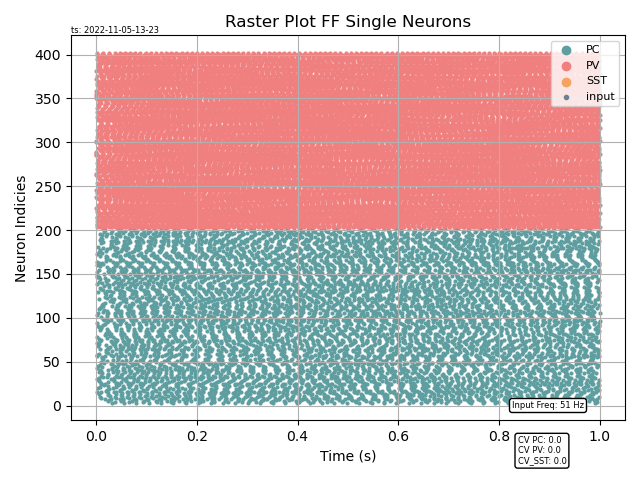 Raster Plot FF Single Neurons
ts: 2022-11-05-13-23
PC
PV
SST
input
400
350
300
250
200
150
100
50
0
Neuron Indicies
Input Freq: 51 Hz
0.0 0.2 0.4 0.6 0.8 1.0
Time (s)
CV PC: 0.0
CV PV: 0.0
CV_SST: 0.0